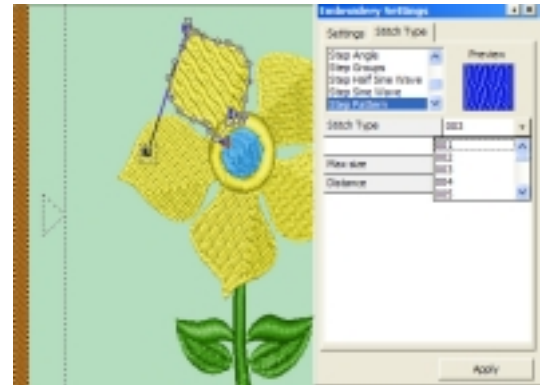 Embroidery Settings
Settings Stitch Type
Step Angle
Step Groups
Step Half Sine Wave
Step Sine Wave
Step Pattern
Preview
Stitch Type 003
001
002
Max size 003
Distance 004
005
Apply